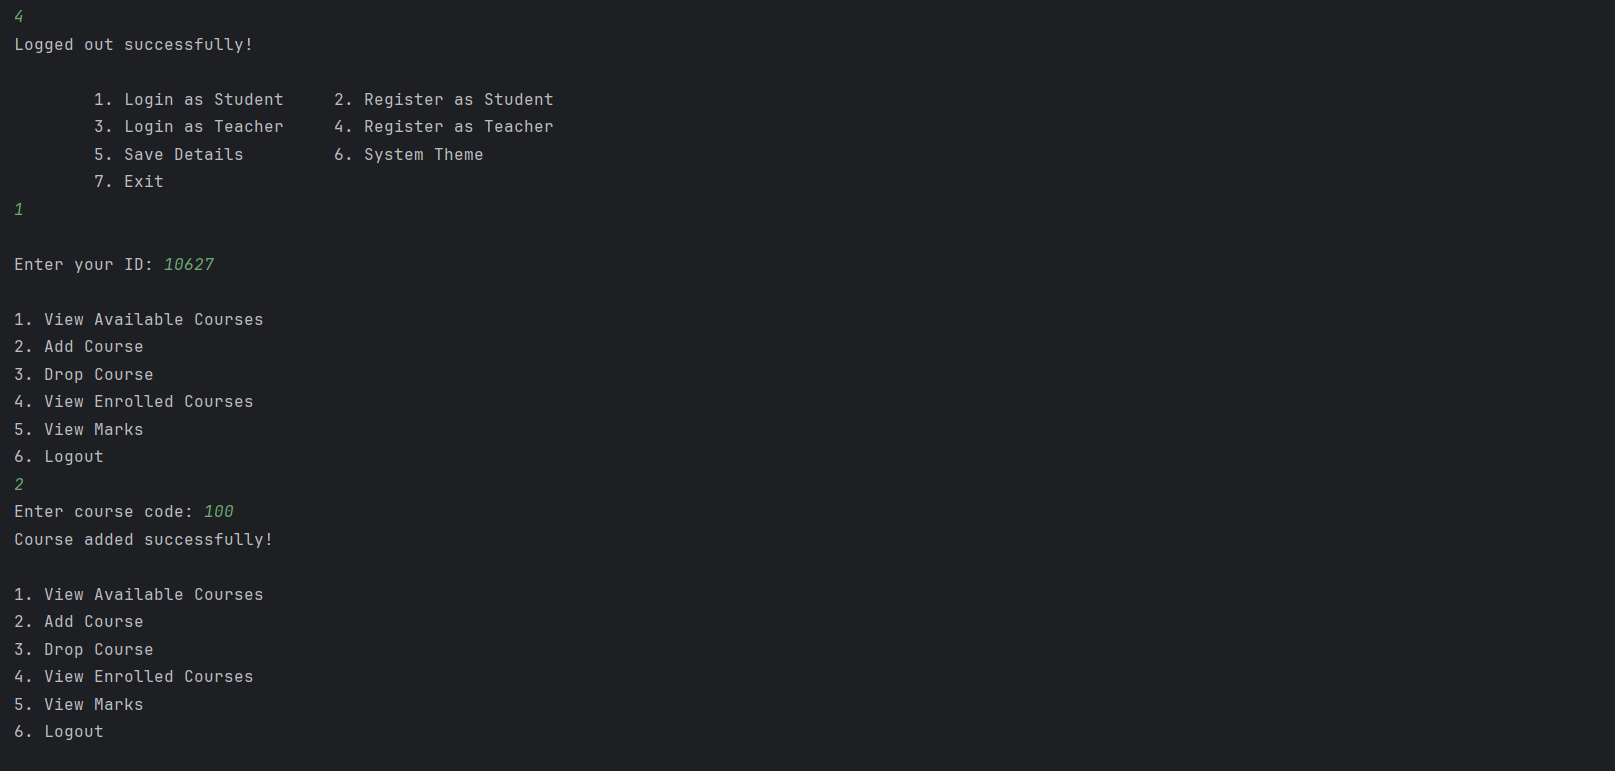 4
Logged out successfully!
1. Login as Student     2. Register as Student
3. Login as Teacher     4. Register as Teacher
5. Save Details         6. System Theme
7. Exit
1
Enter your ID: 10627
1. View Available Courses
2. Add Course
3. Drop Course
4. View Enrolled Courses
5. View Marks
6. Logout
2
Enter course code: 100
Course added successfully!
1. View Available Courses
2. Add Course
3. Drop Course
4. View Enrolled Courses
5. View Marks
6. Logout